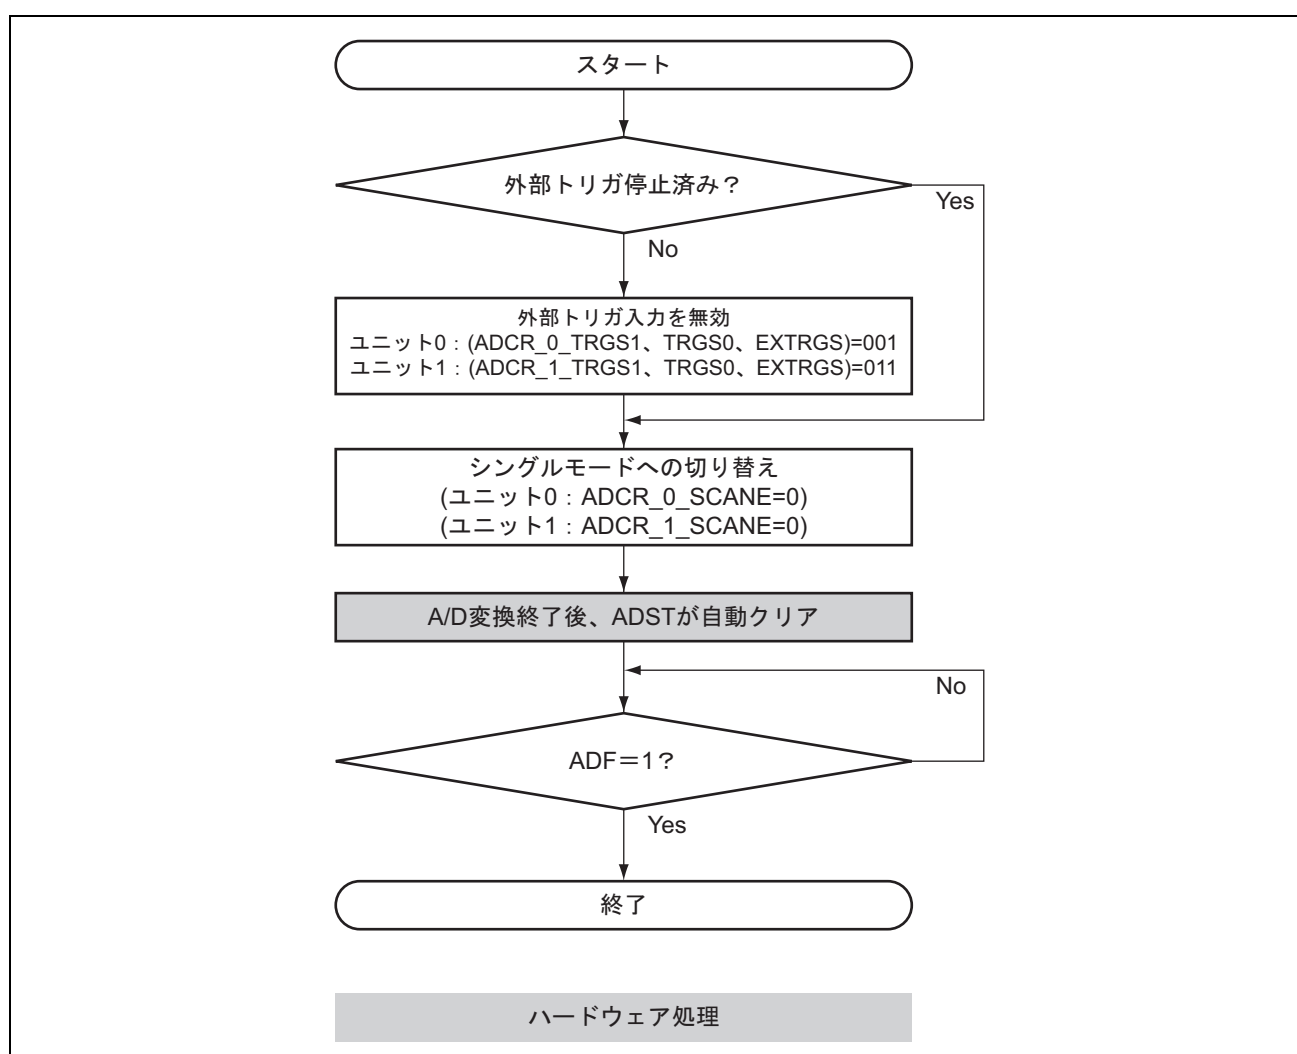 スタート
外部トリガ停止済み？
Yes
No
外部トリガ入力を無効
ユニット0：(ADCR_0_TRGS1、TRGS0、EXTRGS)=001
ユニット1：(ADCR_1_TRGS1、TRGS0、EXTRGS)=011
シングルモードへの切り替え
(ユニット0：ADCR_0_SCANE=0)
(ユニット1：ADCR_1_SCANE=0)
A/D変換終了後、ADSTが自動クリア
No
ADF＝1？
Yes
終了
ハードウェア処理